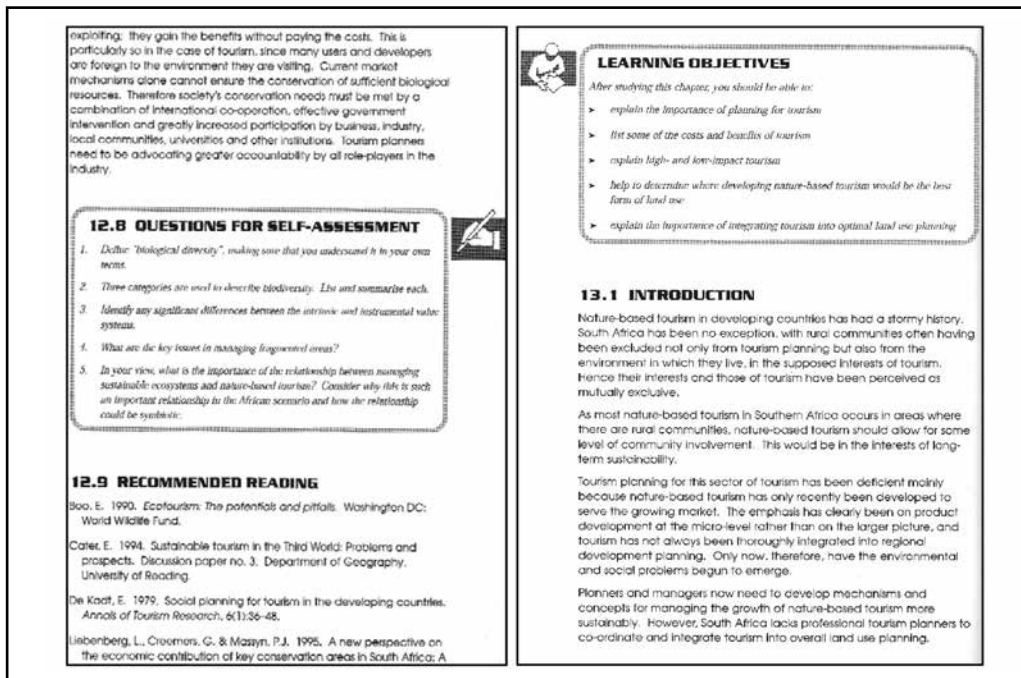 exploiting; they gain the benefits without paying the costs. This is
particularly so in the case of tourism, since many users and developers
are foreign to the environment they are visiting. Current market
mechanisms alone cannot ensure the conservation of sufficient biological
resources. Therefore society's conservation needs must be met by a
combination of international co-operation, effective government
intervention and greatly increased participation by business, industry,
local communities, universities and other institutions. Tourism planners
need to be advocating greater accountability by all role-players in the
industry.
12.8 QUESTIONS FOR SELF-ASSESSMENT
1. Define "biological diversity", making sure that you understand it in your own
terms.
2. Three categories are used to describe biodiversity. List and summarise each.
3. Identify any significant differences between the intrinsic and instrumental value
systems.
4. What are the key issues in managing fragmented areas?
5. In your view, what is the importance of the relationship between managing
sustainable ecosystems and nature-based tourism? Consider why this is such
an important relationship in the African scenario and how the relationship
could be symbiotic.
12.9 RECOMMENDED READING
Boo, E. 1990. Ecotourism: The potentials and pitfalls. Washington DC:
World Wildlife Fund.
Cater, E. 1994. Sustainable tourism in the Third World: Problems and
prospects. Discussion paper no. 3. Department of Geography,
University of Reading.
De Kadt, E. 1979. Social planning for tourism in the developing countries.
Annals of Tourism Research, 6(1):36-48.
Liebenberg, L., Creemers, G. & Massyn, P.J. 1995. A new perspective on
the economic contribution of key conservation areas in South Africa: A
LEARNING OBJECTIVES
After studying this chapter, you should be able to:
➤ explain the importance of planning for tourism
➤ list some of the costs and benefits of tourism
➤ explain high- and low-impact tourism
➤ help to determine where developing nature-based tourism would be the best
form of land use
➤ explain the importance of integrating tourism into optimal land use planning
13.1 INTRODUCTION
Nature-based tourism in developing countries has had a stormy history.
South Africa has been no exception, with rural communities often having
been excluded not only from tourism planning but also from the
environment in which they live, in the supposed interests of tourism.
Hence their interests and those of tourism have been perceived as
mutually exclusive.
As most nature-based tourism in Southern Africa occurs in areas where
there are rural communities, nature-based tourism should allow for some
level of community involvement. This would be in the interests of long-
term sustainability.
Tourism planning for this sector of tourism has been deficient mainly
because nature-based tourism has only recently been developed to
serve the growing market. The emphasis has clearly been on product
development at the micro-level rather than on the larger picture, and
tourism has not always been thoroughly integrated into regional
development planning. Only now, therefore, have the environmental
and social problems begun to emerge.
Planners and managers now need to develop mechanisms and
concepts for managing the growth of nature-based tourism more
sustainably. However, South Africa lacks professional tourism planners to
co-ordinate and integrate tourism into overall land use planning.